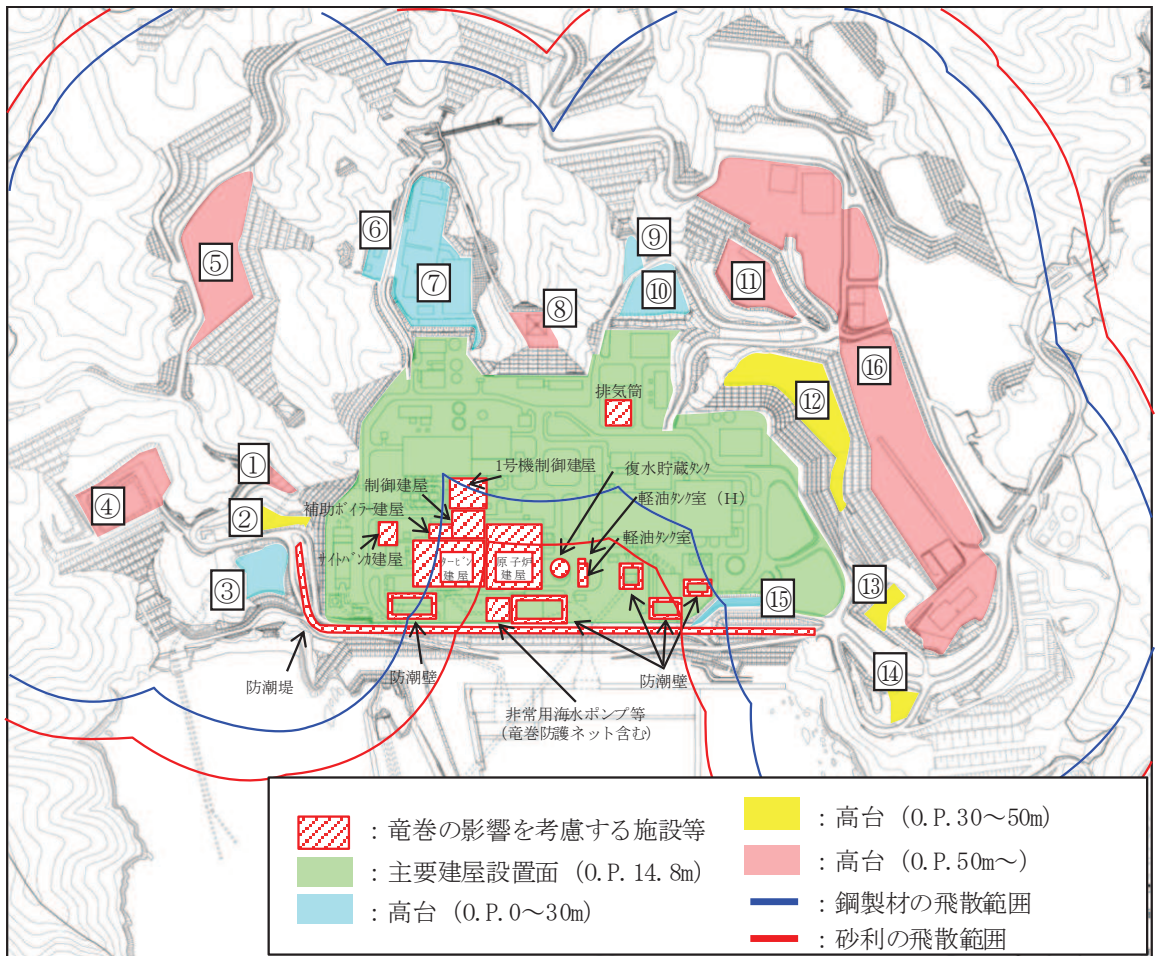 ⑥
⑨
⑤
⑦
⑩
⑪
⑧
⑯
排気筒
⑫
①
1号機制御建屋
復水貯蔵タンク
制御建屋
軽油タンク室（H）
④
補助ボイラー建屋
②
サイトバンカ建屋
軽油タンク室
タービン
建屋
原子炉
建屋
③
⑬
⑮
防潮堤
防潮壁
防潮壁
⑭
非常用海水ポンプ等
(竜巻防護ネット含む)
：竜巻の影響を考慮する施設等
：主要建屋設置面（O.P.14.8m）
：高台（O.P.0～30m）
：高台（O.P.30～50m）
：高台（O.P.50m～）
：鋼製材の飛散範囲
：砂利の飛散範囲